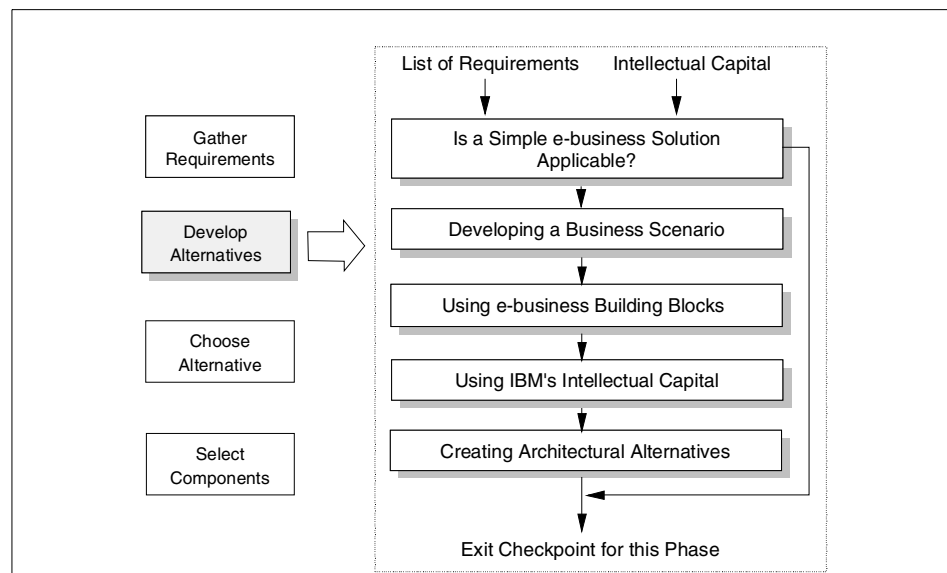 Gather
Requirements
Develop
Alternatives
Choose
Alternative
Select
Components
List of Requirements
Intellectual Capital
Is a Simple e-business Solution
Applicable?
Developing a Business Scenario
Using e-business Building Blocks
Using IBM's Intellectual Capital
Creating Architectural Alternatives
Exit Checkpoint for this Phase